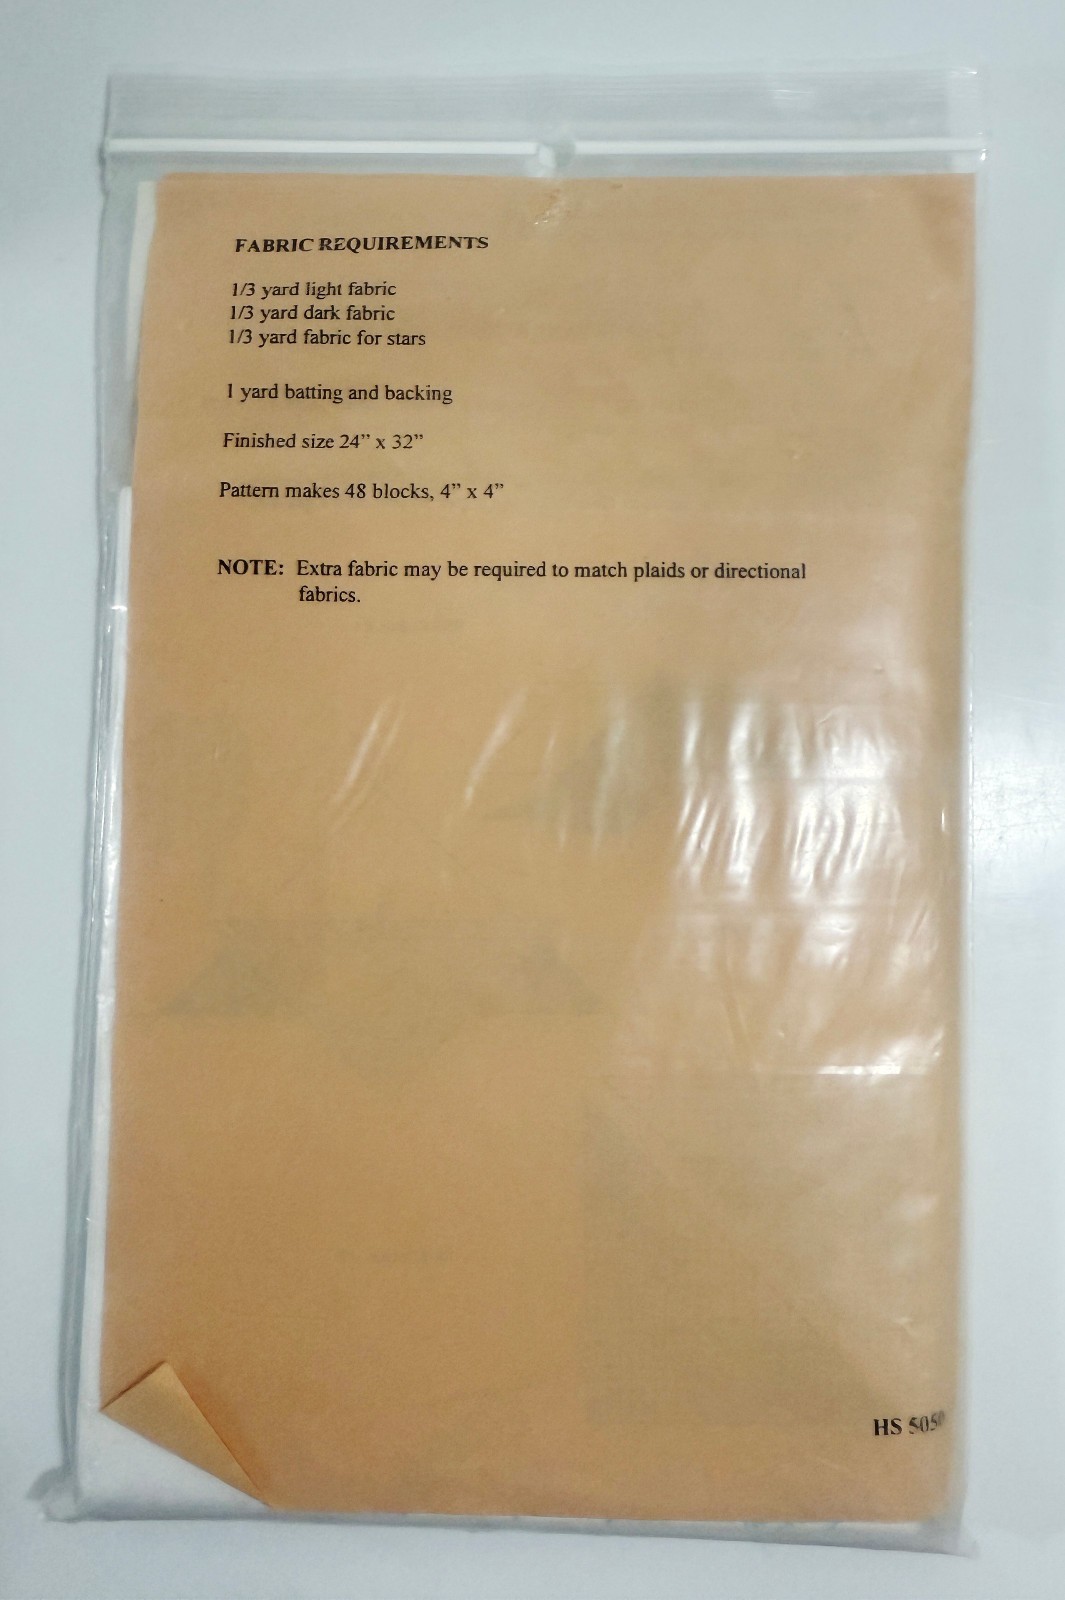 FABRIC REQUIREMENTS
1/3 yard light fabric
1/3 yard dark fabric
1/3 yard fabric for stars
1 yard batting and backing
Finished size 24” x 32”
Pattern makes 48 blocks, 4” x 4”
NOTE: Extra fabric may be required to match plaids or directional
fabrics.
HS 5050